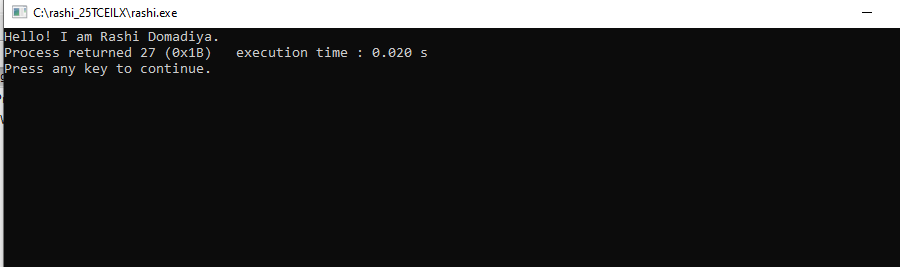 C:\rashi_25TCEILX\rashi.exe
Hello! I am Rashi Domadiya.
Process returned 27 (0x1B)   execution time : 0.020 s
Press any key to continue.